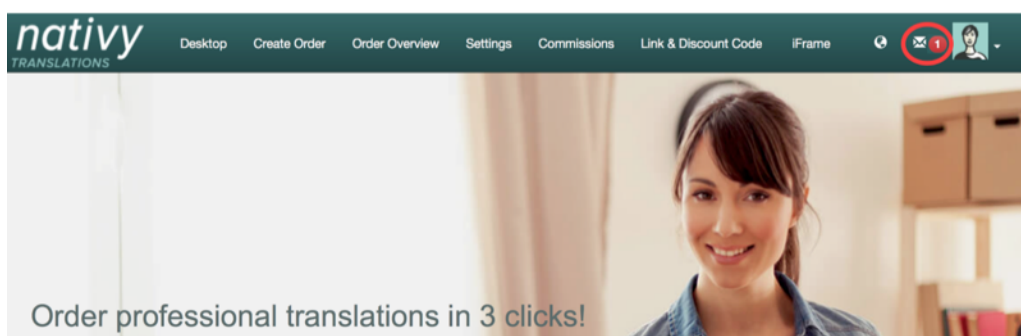 nativy
TRANSLATIONS
Desktop Create Order Order Overview Settings Commissions Link & Discount Code iFrame 1
Order professional translations in 3 clicks!